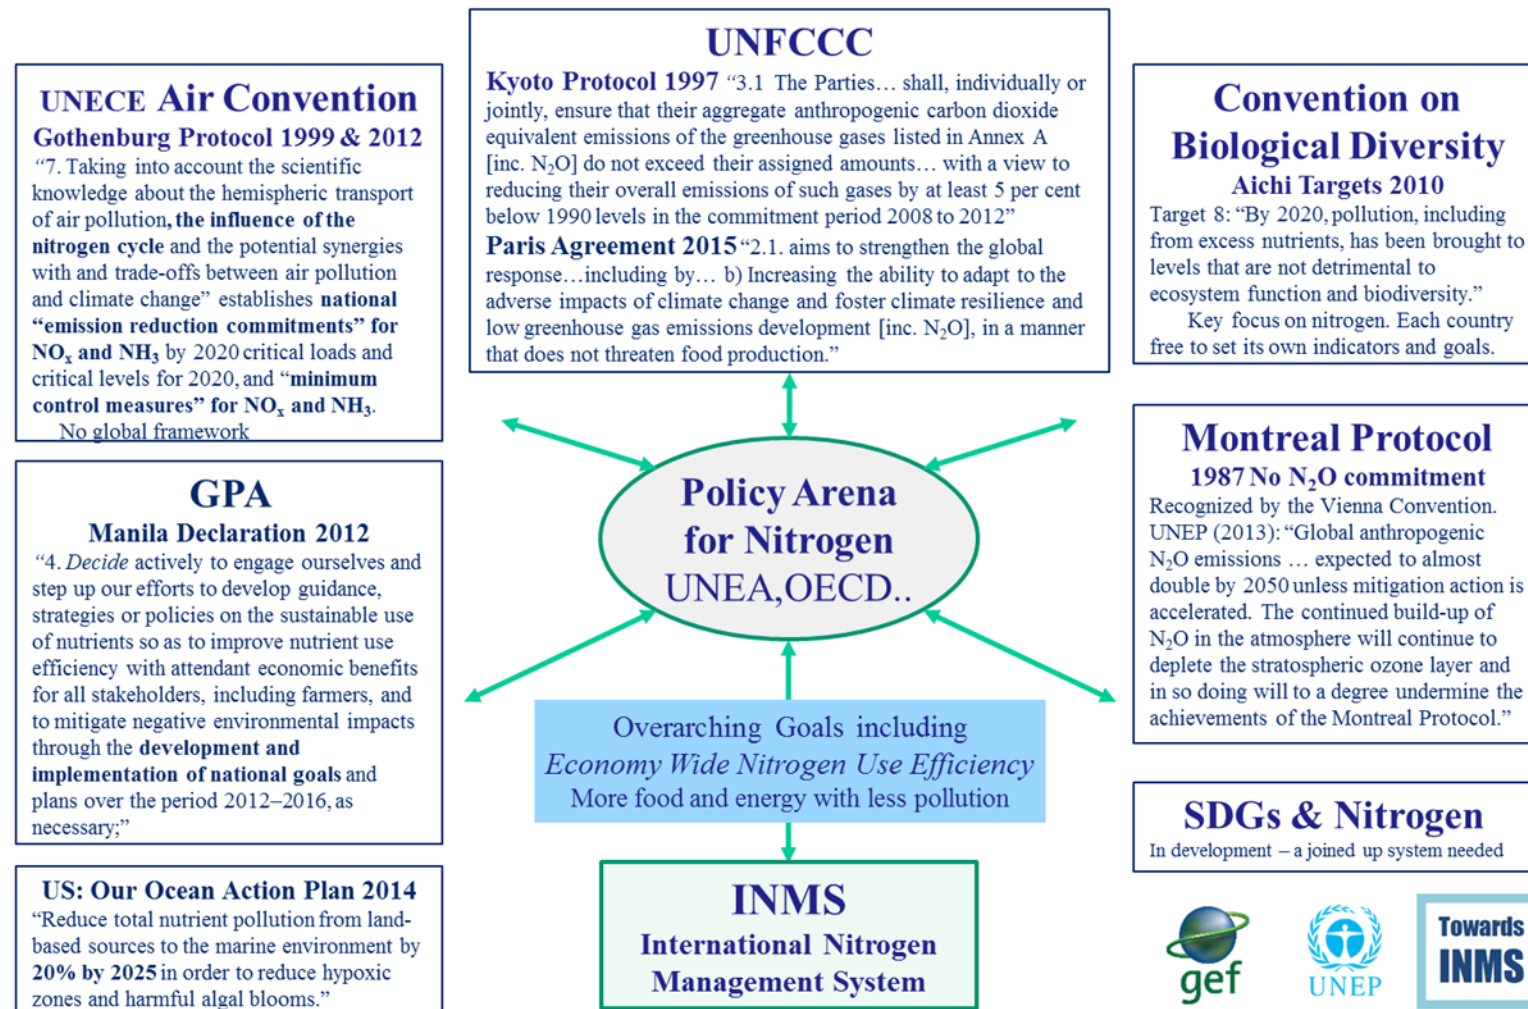 UNFCCC
Kyoto Protocol 1997 “3.1 The Parties… shall, individually or
jointly, ensure that their aggregate anthropogenic carbon dioxide
equivalent emissions of the greenhouse gases listed in Annex A
[inc. N₂O] do not exceed their assigned amounts… with a view to
reducing their overall emissions of such gases by at least 5 per cent
below 1990 levels in the commitment period 2008 to 2012”
Paris Agreement 2015 “2.1. aims to strengthen the global
response…including by… b) Increasing the ability to adapt to the
adverse impacts of climate change and foster climate resilience and
low greenhouse gas emissions development [inc. N₂O], in a manner
that does not threaten food production.”
UNECE Air Convention
Gothenburg Protocol 1999 & 2012
“7. Taking into account the scientific
knowledge about the hemispheric transport
of air pollution, the influence of the
nitrogen cycle and the potential synergies
with and trade-offs between air pollution
and climate change” establishes national
“emission reduction commitments” for
NOₓ and NH₃ by 2020 critical loads and
critical levels for 2020, and “minimum
control measures” for NOₓ and NH₃.
No global framework
GPA
Manila Declaration 2012
“4. Decide actively to engage ourselves and
step up our efforts to develop guidance,
strategies or policies on the sustainable use
of nutrients so as to improve nutrient use
efficiency with attendant economic benefits
for all stakeholders, including farmers, and
to mitigate negative environmental impacts
through the development and
implementation of national goals and
plans over the period 2012–2016, as
necessary;”
US: Our Ocean Action Plan 2014
“Reduce total nutrient pollution from land-
based sources to the marine environment by
20% by 2025 in order to reduce hypoxic
zones and harmful algal blooms.”
Policy Arena
for Nitrogen
UNEA,OECD..
Overarching Goals including
Economy Wide Nitrogen Use Efficiency
More food and energy with less pollution
INMS
International Nitrogen
Management System
Convention on
Biological Diversity
Aichi Targets 2010
Target 8: “By 2020, pollution, including
from excess nutrients, has been brought to
levels that are not detrimental to
ecosystem function and biodiversity.”
Key focus on nitrogen. Each country
free to set its own indicators and goals.
Montreal Protocol
1987 No N₂O commitment
Recognized by the Vienna Convention.
UNEP (2013): “Global anthropogenic
N₂O emissions … expected to almost
double by 2050 unless mitigation action is
accelerated. The continued build-up of
N₂O in the atmosphere will continue to
deplete the stratospheric ozone layer and
in so doing will to a degree undermine the
achievements of the Montreal Protocol.”
SDGs & Nitrogen
In development – a joined up system needed
gef
UNEP
Towards
INMS